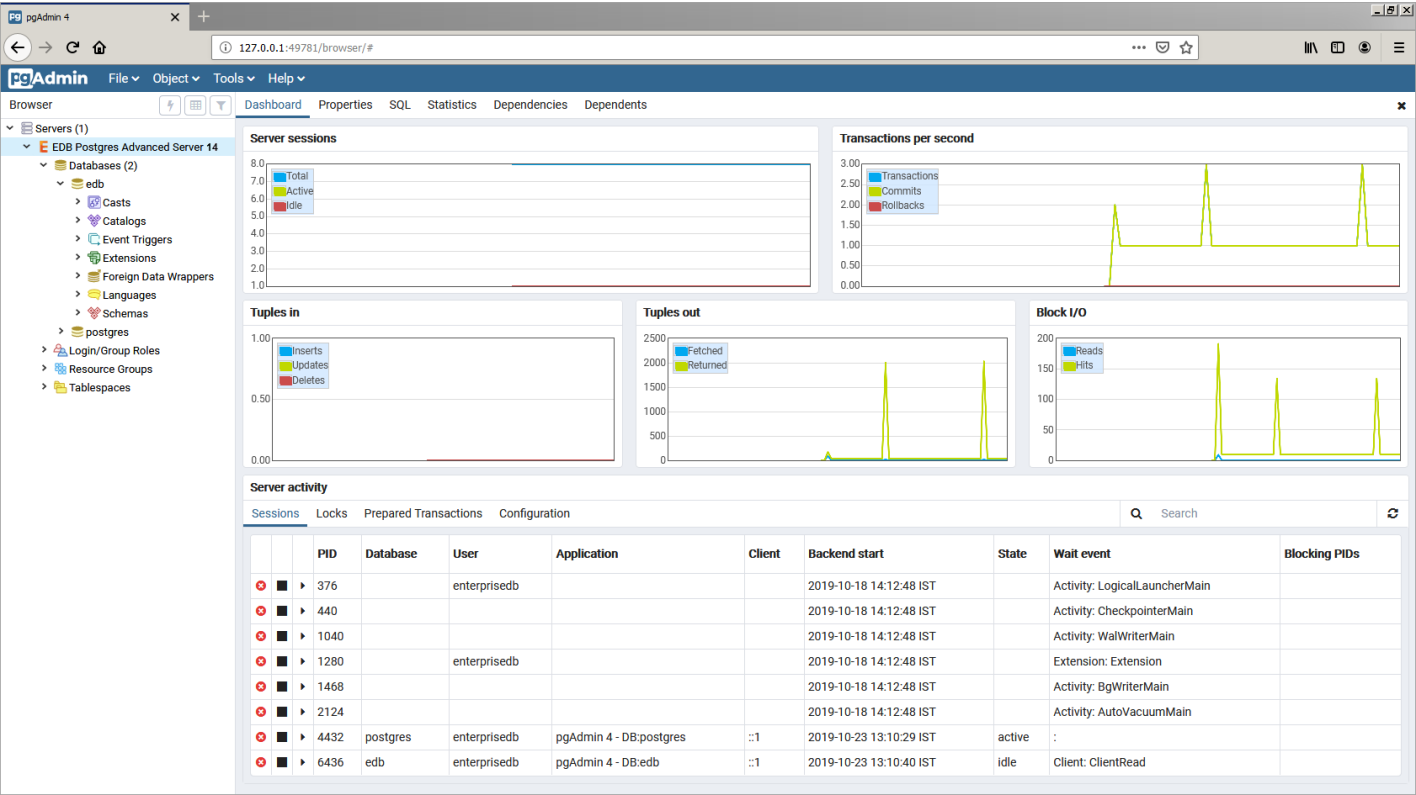 pgAdmin 4
127.0.0.1:49781/browser/#
pgAdmin File Object Tools Help
Browser
Dashboard Properties SQL Statistics Dependencies Dependents
Servers (1)
EDB Postgres Advanced Server 14
Databases (2)
edb
Casts
Catalogs
Event Triggers
Extensions
Foreign Data Wrappers
Languages
Schemas
postgres
Login/Group Roles
Resource Groups
Tablespaces
Server sessions
8.0
7.0
6.0
5.0
4.0
3.0
2.0
1.0
Total
Active
Idle
Transactions per second
3.00
2.50
2.00
1.50
1.00
0.50
0.00
Transactions
Commits
Rollbacks
Tuples in
1.00
0.50
0.00
Inserts
Updates
Deletes
Tuples out
2500
2000
1500
1000
500
0
Fetched
Returned
Block I/O
200
150
100
50
0
Reads
Hits
Server activity
Sessions Locks Prepared Transactions Configuration Search
PID Database User Application Client Backend start State Wait event Blocking PIDs
376 enterprisedb 2019-10-18 14:12:48 IST Activity: LogicalLauncherMain
440 2019-10-18 14:12:48 IST Activity: CheckpointerMain
1040 2019-10-18 14:12:48 IST Activity: WalWriterMain
1280 enterprisedb 2019-10-18 14:12:48 IST Extension: Extension
1468 2019-10-18 14:12:48 IST Activity: BgWriterMain
2124 2019-10-18 14:12:48 IST Activity: AutoVacuumMain
4432 postgres enterprisedb pgAdmin 4 - DB:postgres ::1 2019-10-23 13:10:29 IST active :
6436 edb enterprisedb pgAdmin 4 - DB:edb ::1 2019-10-23 13:10:40 IST idle Client: ClientRead